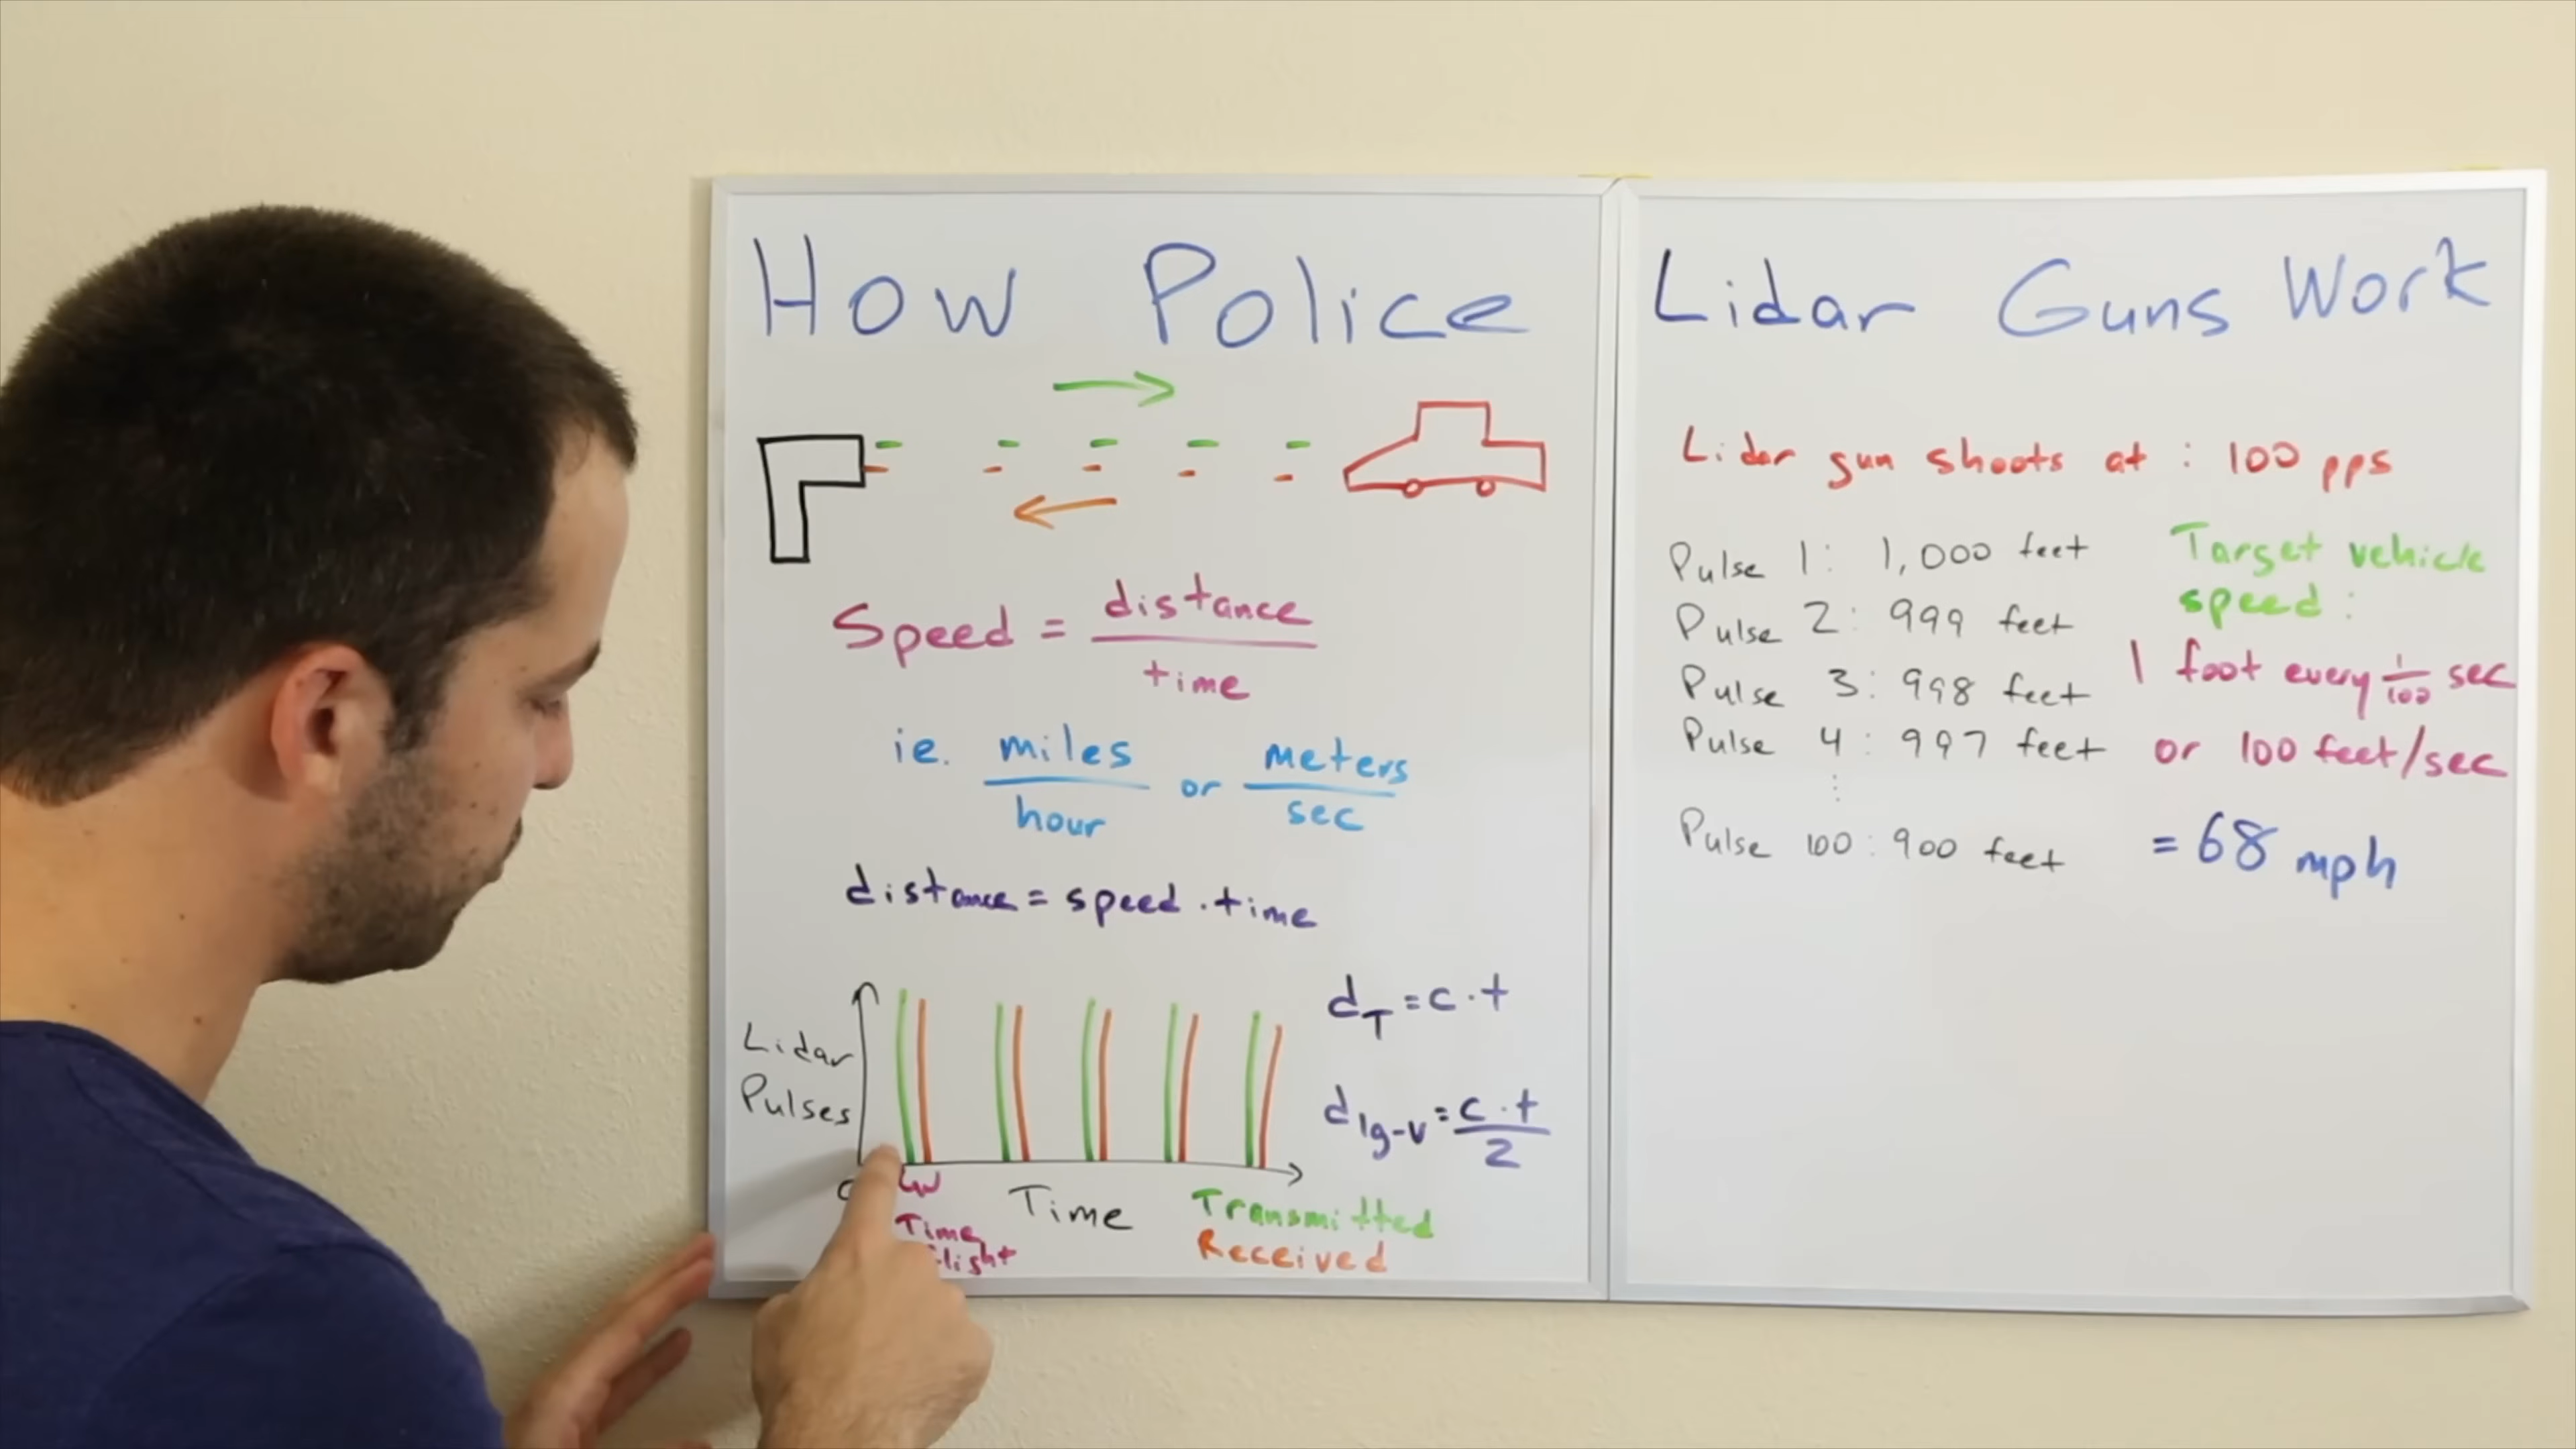 How Police
Speed = distance / time
ie. miles / hour or meters / sec
distance = speed · time
Lidar
Pulses
Time
Time
Transmitted
Received
d_T = c · t
d_lg-v = c · t / 2
Lidar Guns Work
Lidar gun shoots at : 100 pps
Pulse 1 : 1,000 feet
Pulse 2 : 999 feet
Pulse 3 : 998 feet
Pulse 4 : 997 feet
⋮
Pulse 100 : 900 feet
Target vehicle
speed :
1 foot every 1/100 sec
or 100 feet/sec
= 68 mph